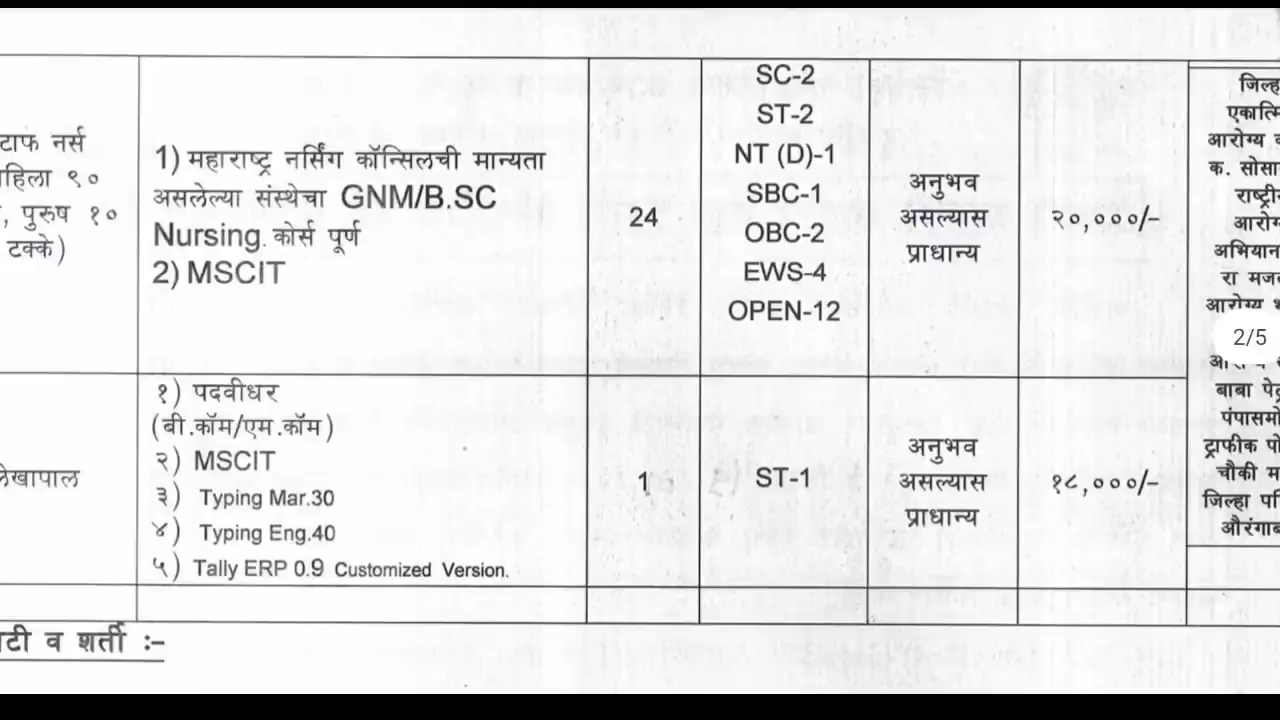 टाफ नर्स
हिला ९०
, पुरुष १०
टक्के)
1) महाराष्ट्र नर्सिंग कॉन्सिलची मान्यता
असलेल्या संस्थेचा GNM/B.SC
Nursing कोर्स पूर्ण
2) MSCIT
24
SC-2
ST-2
NT (D)-1
SBC-1
OBC-2
EWS-4
OPEN-12
अनुभव
असल्यास
प्राधान्य
२०,०००/-
जिल्ह
एकात्मि
आरोग्य
क. सोसा
राष्ट्री
आरोग
अभियान
रा मजल
आरोग्य
2/5
लेखापाल
१) पदवीधर
(बी.कॉम/एम.कॉम)
२) MSCIT
३) Typing Mar.30
४) Typing Eng.40
५) Tally ERP 0.9 Customized Version.
1
ST-1
अनुभव
असल्यास
प्राधान्य
१८,०००/-
बाबा पेट्र
पंपासमो
ट्राफीक पो
चौकी म
जिल्हा परि
औरंगाब
टी व शर्ती :-